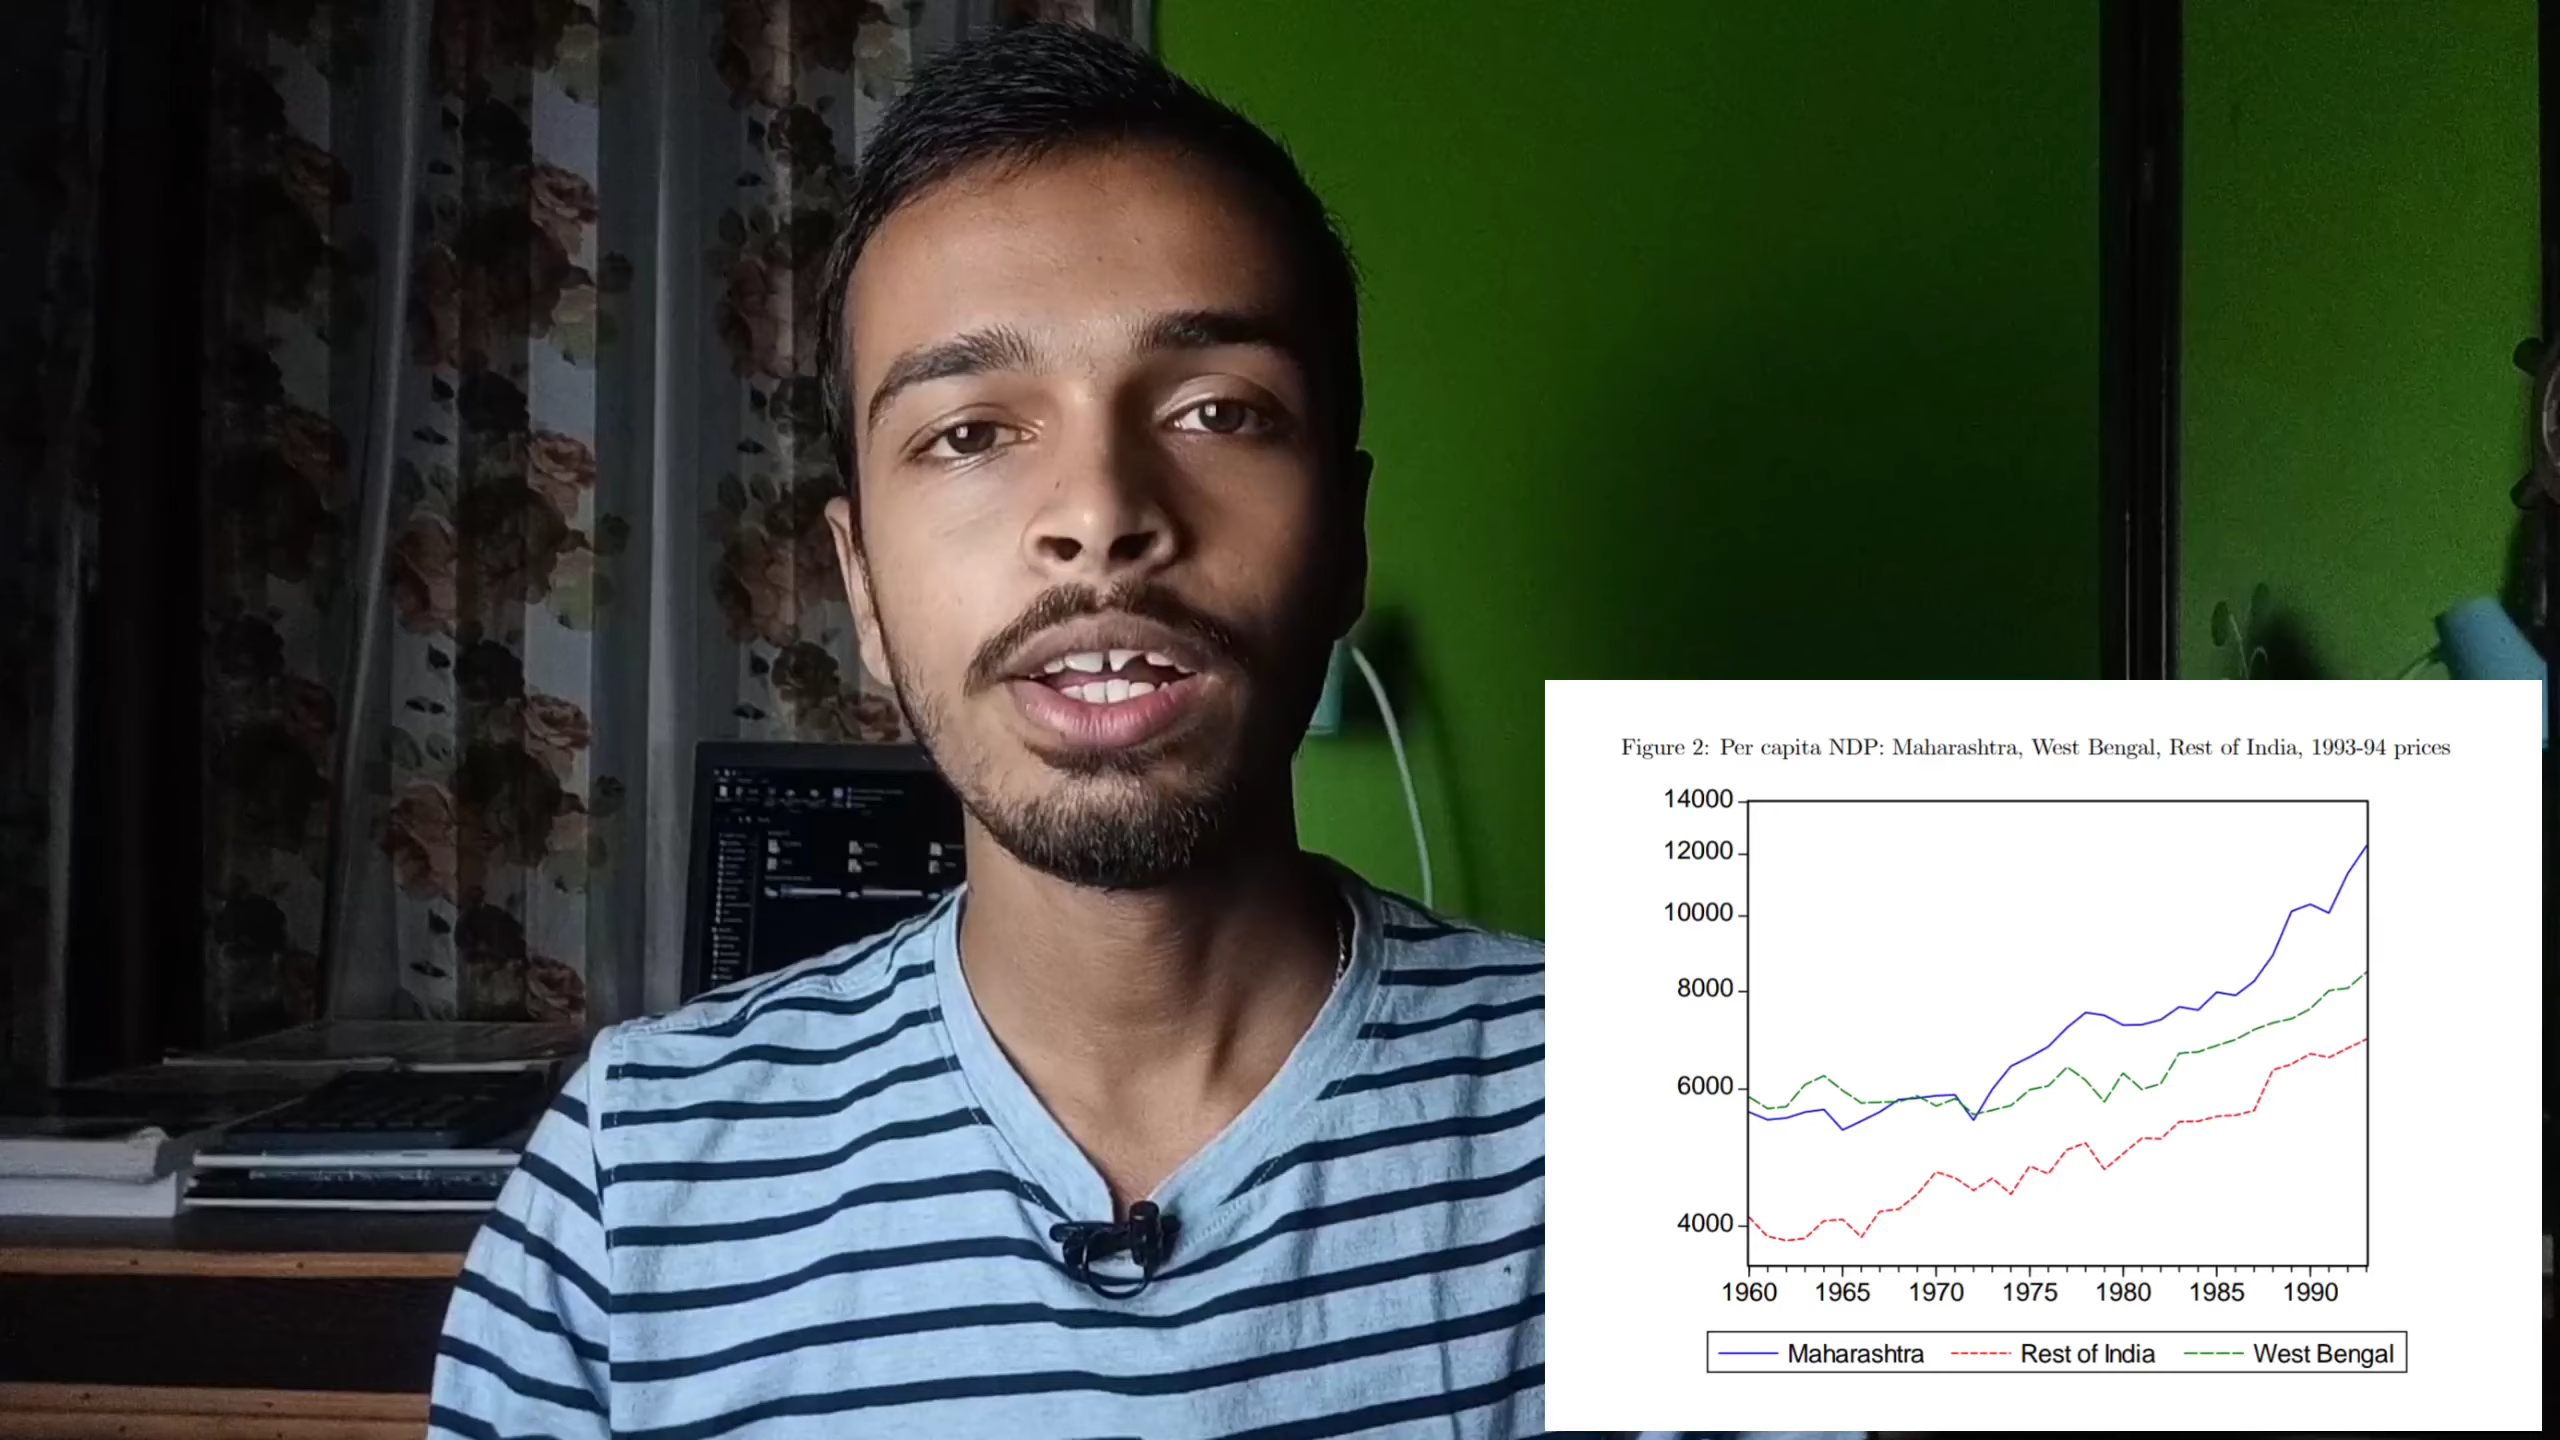 Figure 2: Per capita NDP: Maharashtra, West Bengal, Rest of India, 1993-94 prices
14000
12000
10000
8000
6000
4000
1960 1965 1970 1975 1980 1985 1990
Maharashtra Rest of India West Bengal